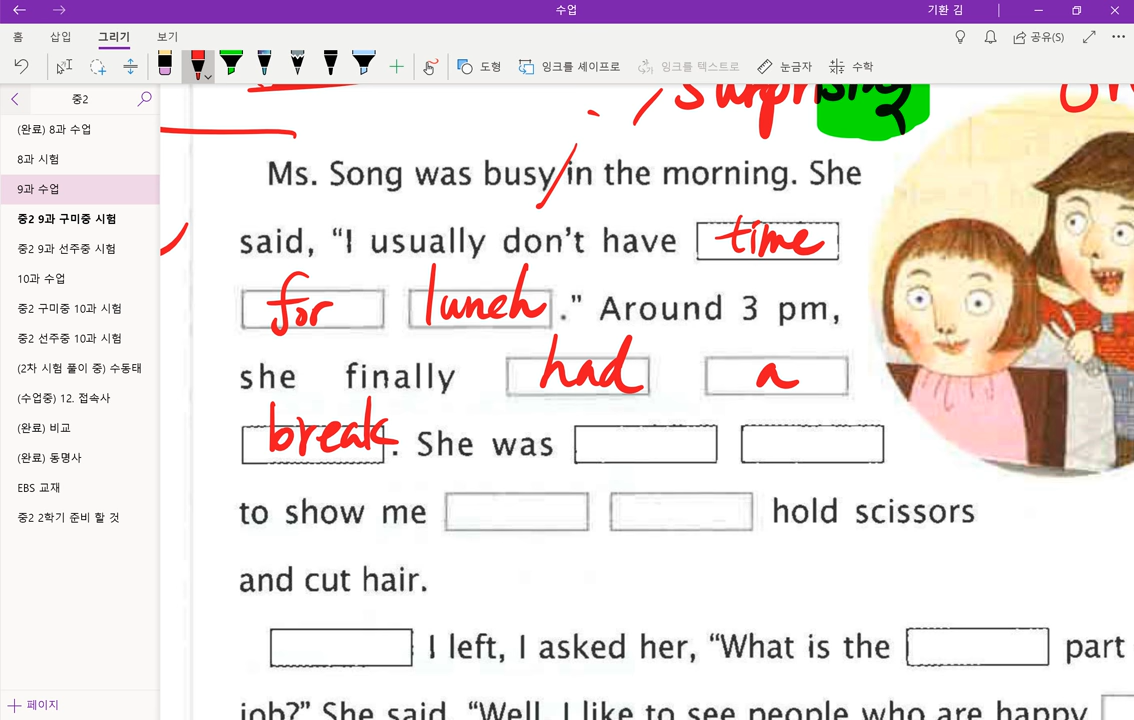 수업
기환 김
홈 삽입 그리기 보기
공유(S)
도형 잉크를 셰이프로 잉크를 텍스트로 눈금자 수학
중2
(완료) 8과 수업
8과 시험
9과 수업
중2 9과 구미중 시험
중2 9과 선주중 시험
10과 수업
중2 구미중 10과 시험
중2 선주중 10과 시험
(2차 시험 풀이 중) 수동태
(수업중) 12. 접속사
(완료) 비교
(완료) 동명사
EBS 교재
중2 2학기 준비 할 것
페이지
surprising
Ms. Song was busy in the morning. She
said, “I usually don’t have time
for lunch.” Around 3 pm,
she finally had a
break. She was
to show me hold scissors
and cut hair.
I left, I asked her, “What is the part
job?” She said, “Well, I like to see people who are happy